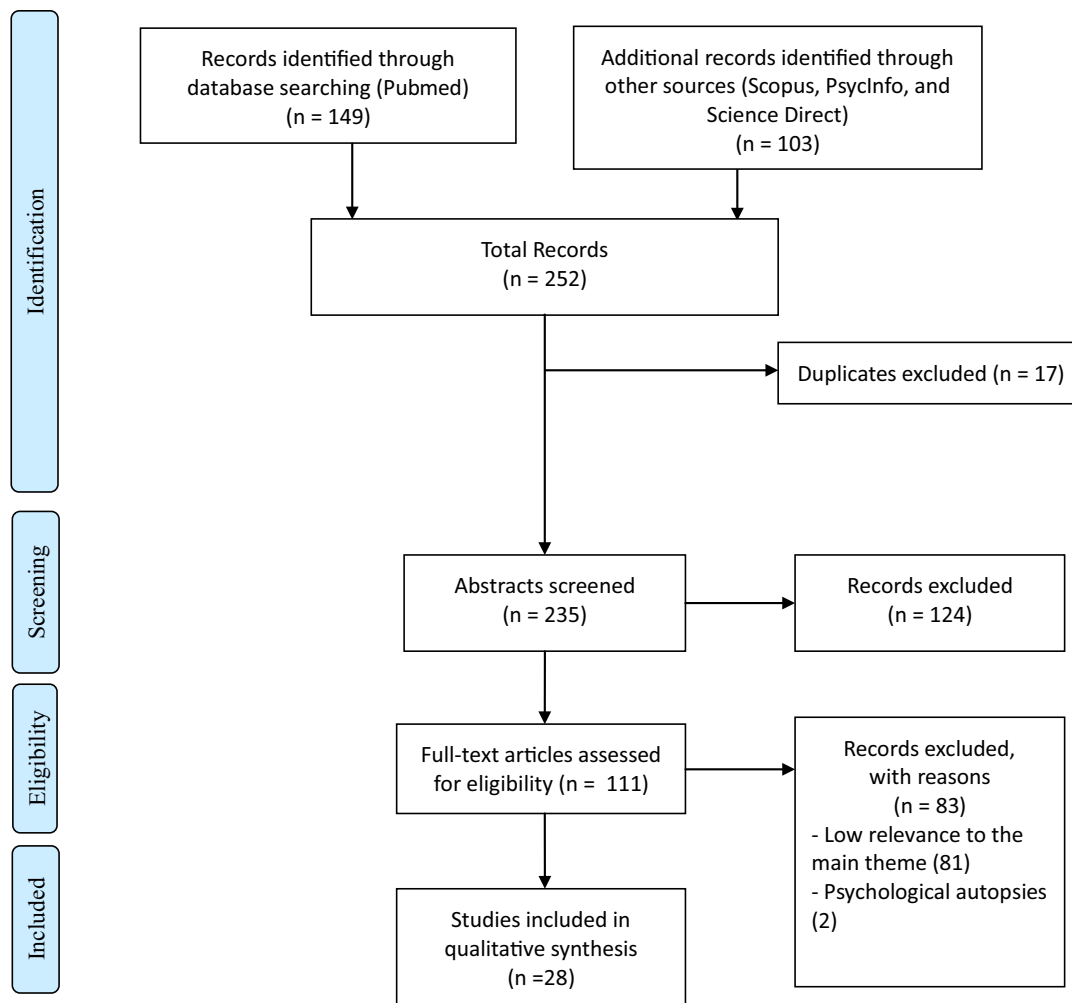 Records identified through
database searching (Pubmed)
(n = 149)
Additional records identified through
other sources (Scopus, PsycInfo, and
Science Direct)
(n = 103)
Identification
Total Records
(n = 252)
Duplicates excluded (n = 17)
Screening
Abstracts screened
(n = 235)
Records excluded
(n = 124)
Eligibility
Full-text articles assessed
for eligibility (n = 111)
Records excluded,
with reasons
(n = 83)
- Low relevance to the
main theme (81)
- Psychological autopsies
(2)
Included
Studies included in
qualitative synthesis
(n =28)